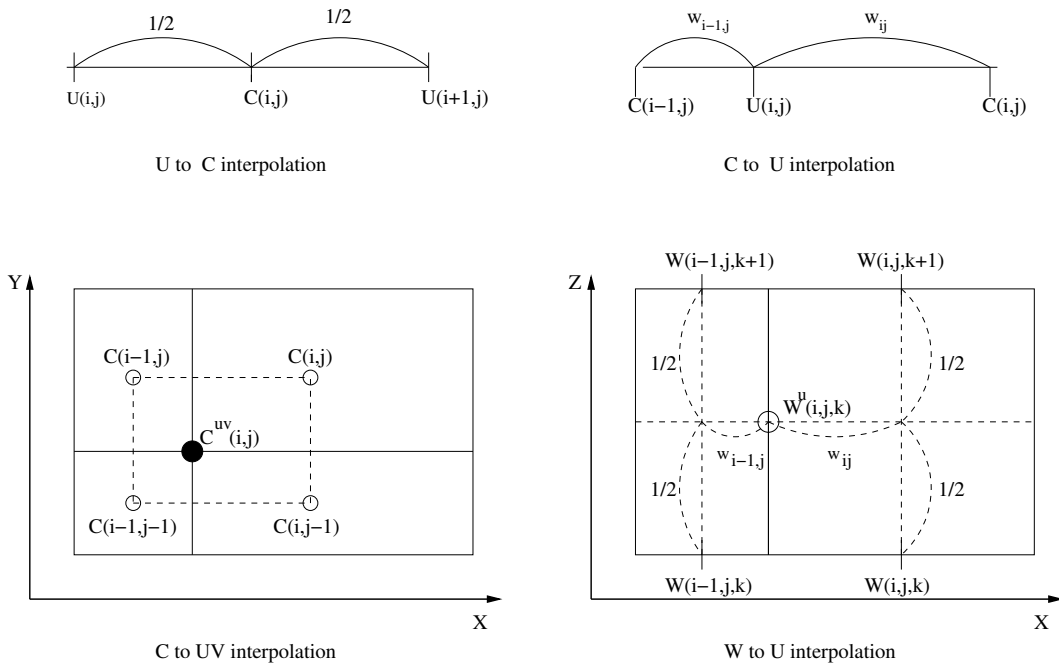 1/2 1/2
U(i,j) C(i,j) U(i+1,j)
U to C interpolation
w_{i−1,j} w_{ij}
C(i−1,j) U(i,j) C(i,j)
C to U interpolation
Y
C(i−1,j) C(i,j)
C^{uv}(i,j)
C(i−1,j−1) C(i,j−1)
X
C to UV interpolation
Z
W(i−1,j,k+1) W(i,j,k+1)
1/2 1/2
W^{u}(i,j,k)
w_{i−1,j} w_{ij}
1/2 1/2
W(i−1,j,k) W(i,j,k)
X
W to U interpolation